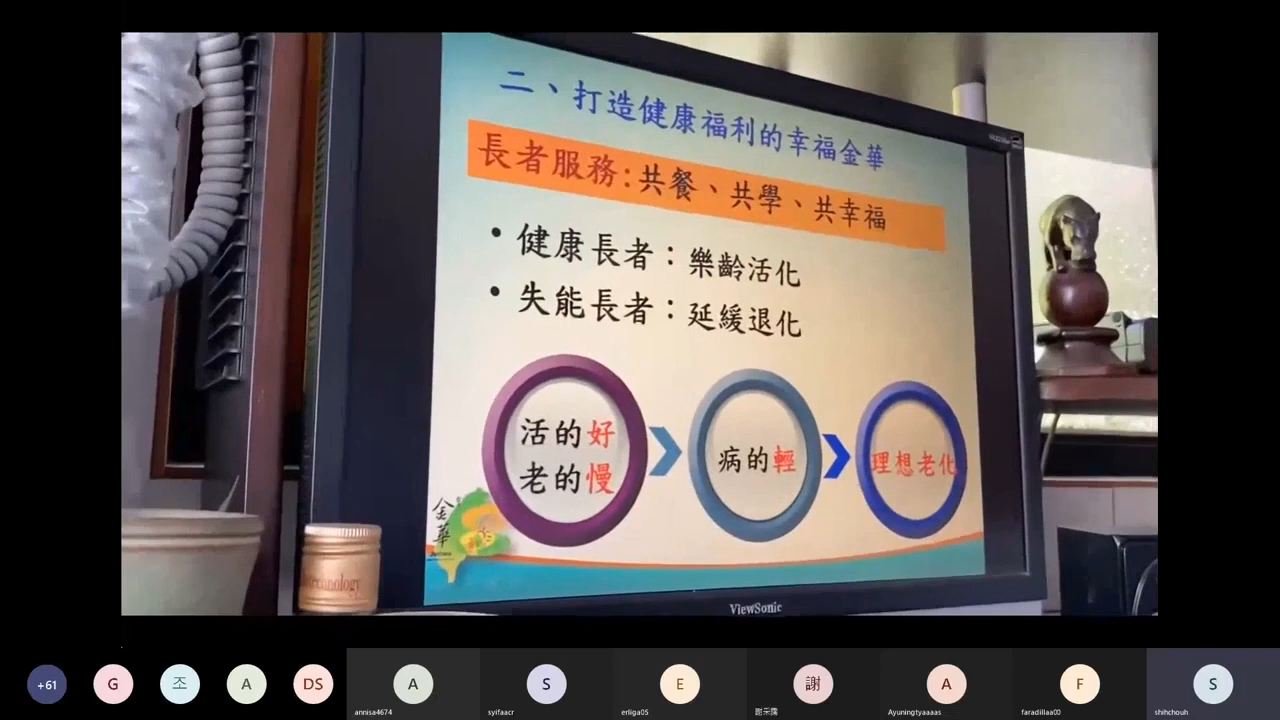 二、打造健康福利的幸福金華
長者服務:共餐、共學、共幸福
• 健康長者：樂齡活化
• 失能長者：延緩退化
活的好
老的慢
病的輕
理想老化
金華
ViewSonic
+61
G
조
A
DS
A
annisa4674
S
syifaacr
E
erliga05
謝
謝采霈
A
Ayuningtyaaaas
F
faradillaa00
S
shihchouh